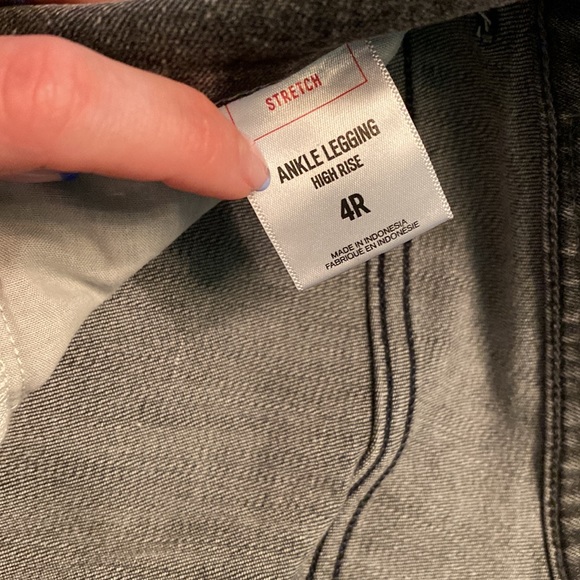 STRETCH
ANKLE LEGGING
HIGH RISE
4R
MADE IN INDONESIA
FABRIQUÉ EN INDONÉSIE